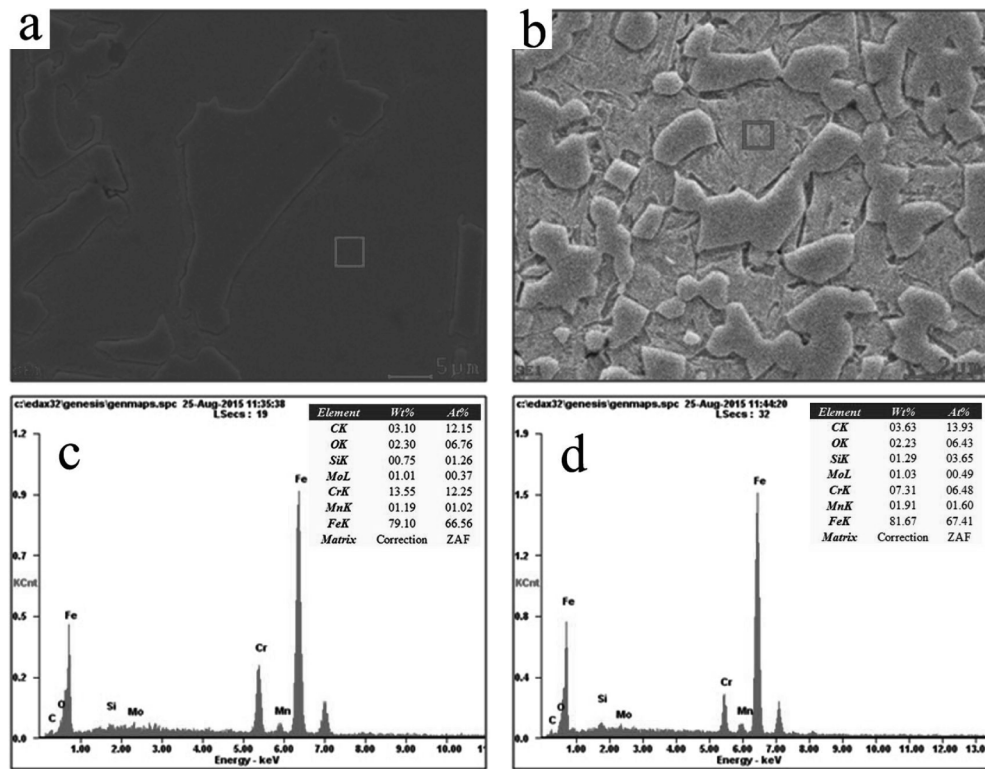 a
b
5µm
2µm
c:\edax32\genesis\genmaps.spc 25-Aug-2015 11:35:38
LSecs : 19
c
Element Wt% At%
CK 03.10 12.15
OK 02.30 06.76
SiK 00.75 01.26
MoL 01.01 00.37
CrK 13.55 12.25
MnK 01.19 01.02
FeK 79.10 66.56
Matrix Correction ZAF
1.2
0.9
0.7
KCnt
0.5
0.2
0.0
C
O
Fe
Si
Mo
Cr
Mn
Fe
1.00 2.00 3.00 4.00 5.00 6.00 7.00 8.00 9.00 10.00
Energy - keV
c:\edax32\genesis\genmaps.spc 25-Aug-2015 11:44:20
LSecs : 32
d
Element Wt% At%
CK 03.63 13.93
OK 02.23 06.43
SiK 01.29 03.65
MoL 01.03 00.49
CrK 07.31 06.48
MnK 01.91 01.60
FeK 81.67 67.41
Matrix Correction ZAF
1.8
1.5
1.2
KCnt
0.8
0.4
0.0
C
O
Fe
Si
Mo
Cr
Mn
Fe
1.00 2.00 3.00 4.00 5.00 6.00 7.00 8.00 9.00 10.00 11.00 12.00 13.0
Energy - keV